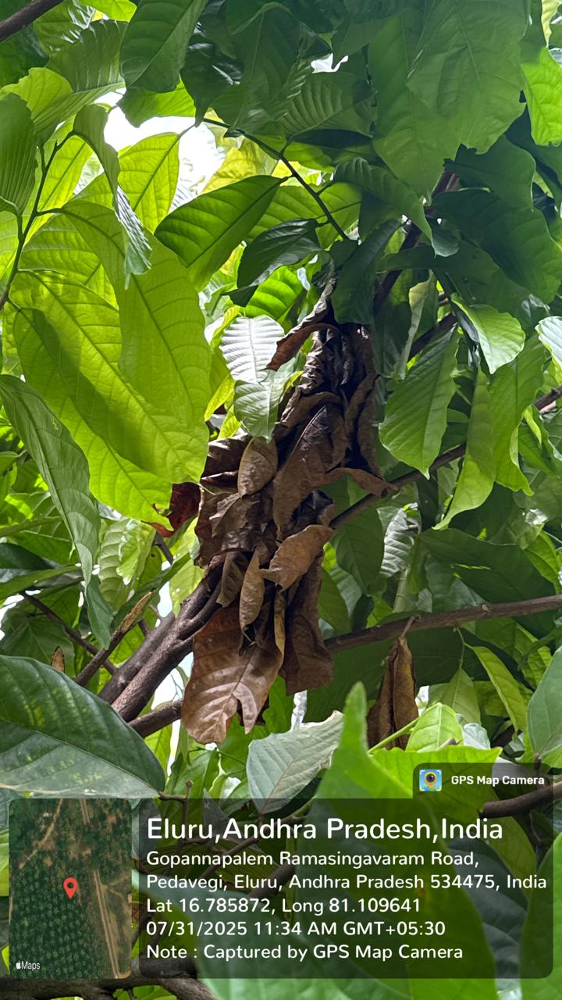 GPS Map Camera
Eluru,Andhra Pradesh,India
Gopannapalem Ramasingavaram Road,
Pedavegi, Eluru, Andhra Pradesh 534475, India
Lat 16.785872, Long 81.109641
07/31/2025 11:34 AM GMT+05:30
Note : Captured by GPS Map Camera
Maps